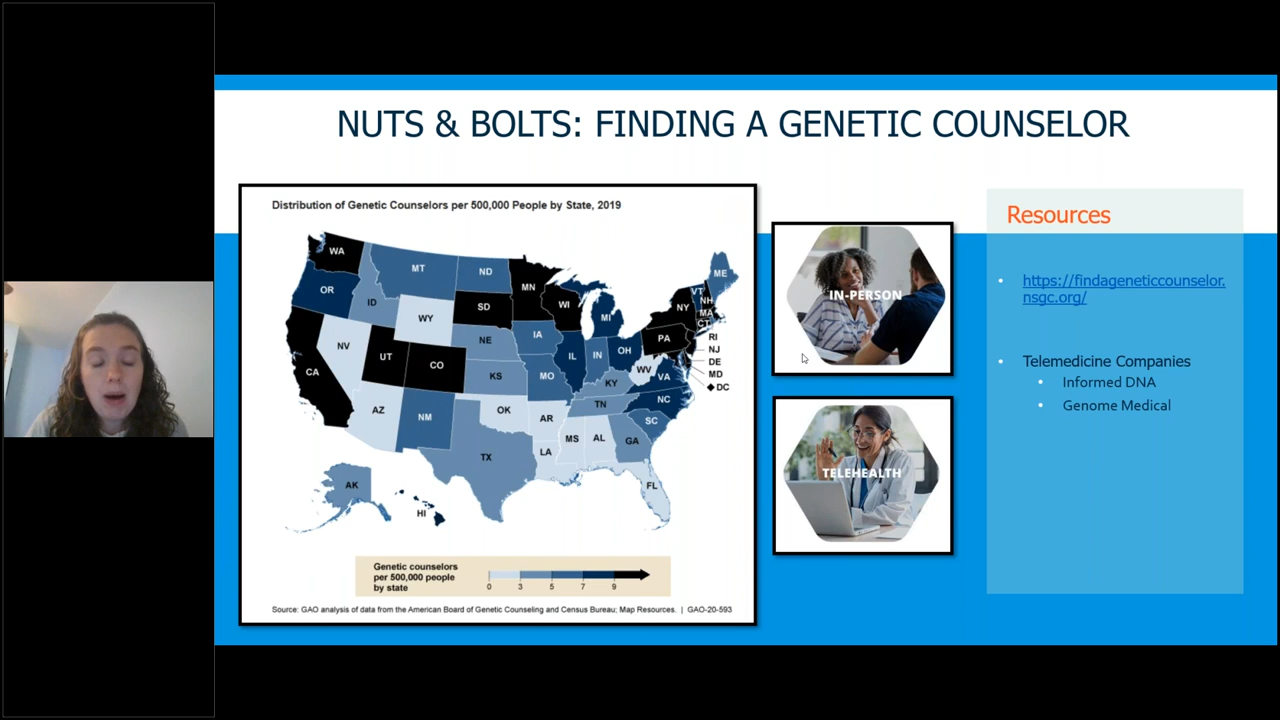 NUTS & BOLTS: FINDING A GENETIC COUNSELOR
Distribution of Genetic Counselors per 500,000 People by State, 2019
WA
MT
ND
MN
ME
OR
ID
SD
WI
VT
NH
WY
MI
NY
MA
CT
NV
NE
IA
PA
RI
UT
CO
IL
IN
OH
NJ
DE
CA
KS
MO
WV
VA
MD
KY
DC
AZ
NM
OK
AR
TN
NC
SC
TX
LA
MS
AL
GA
AK
HI
FL
Genetic counselors
per 500,000 people
by state
0 3 5 7 9
Source: GAO analysis of data from the American Board of Genetic Counseling and Census Bureau; Map Resources. | GAO-20-593
IN-PERSON
TELEHEALTH
Resources
• https://findageneticcounselor.
nsgc.org/
• Telemedicine Companies
• Informed DNA
• Genome Medical